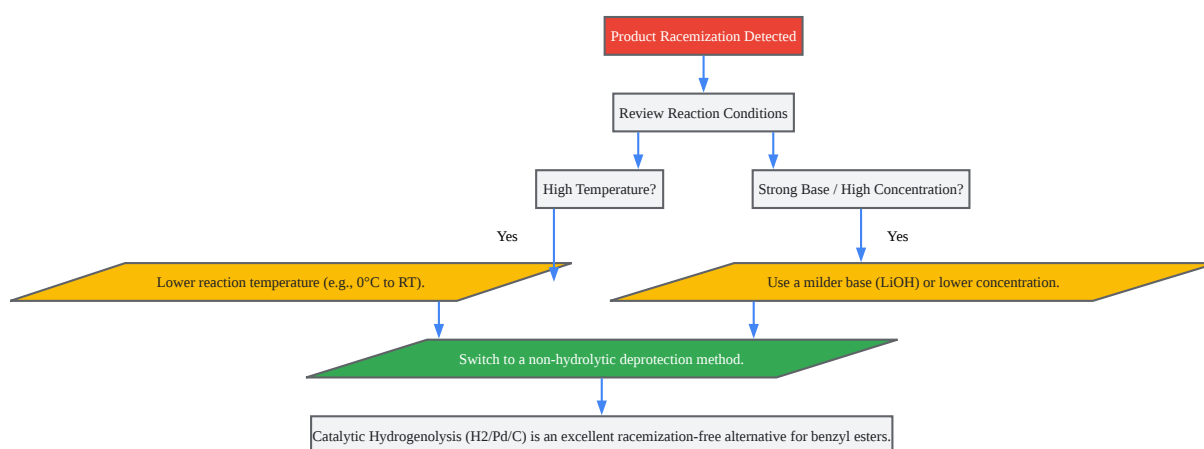 Product Racemization Detected
Review Reaction Conditions
High Temperature?
Strong Base / High Concentration?
Yes
Yes
Lower reaction temperature (e.g., 0°C to RT).
Use a milder base (LiOH) or lower concentration.
Switch to a non-hydrolytic deprotection method.
Catalytic Hydrogenolysis (H2/Pd/C) is an excellent racemization-free alternative for benzyl esters.